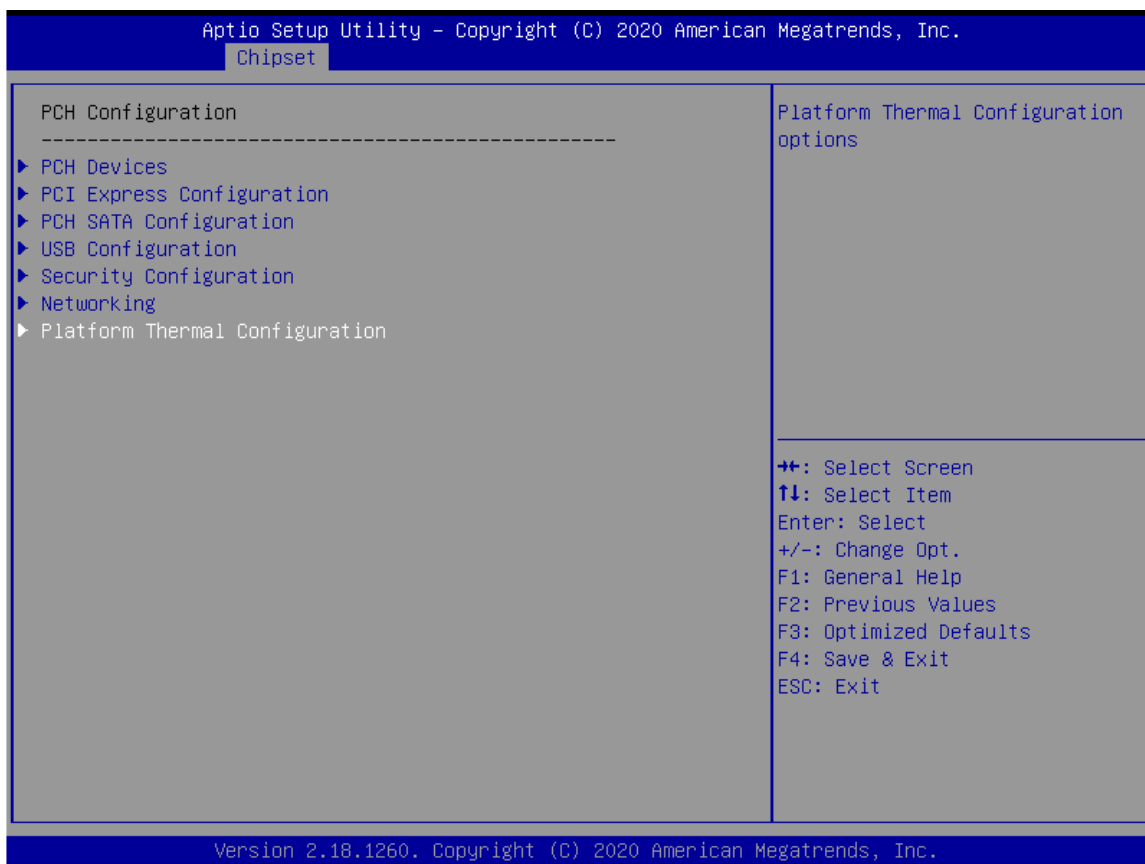 Aptio Setup Utility – Copyright (C) 2020 American Megatrends, Inc.
Chipset
PCH Configuration
--------------------------------------------------
▶ PCH Devices
▶ PCI Express Configuration
▶ PCH SATA Configuration
▶ USB Configuration
▶ Security Configuration
▶ Networking
▶ Platform Thermal Configuration
Platform Thermal Configuration
options
→←: Select Screen
↑↓: Select Item
Enter: Select
+/-: Change Opt.
F1: General Help
F2: Previous Values
F3: Optimized Defaults
F4: Save & Exit
ESC: Exit
Version 2.18.1260. Copyright (C) 2020 American Megatrends, Inc.